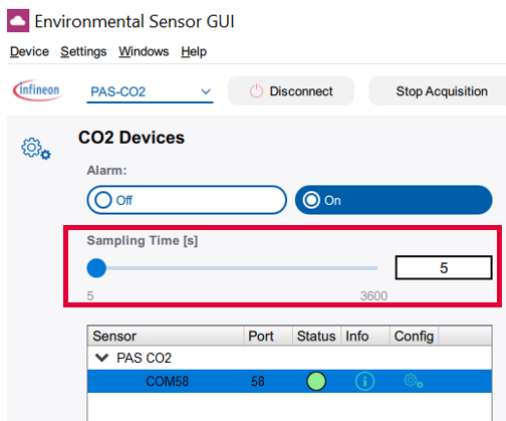 Environmental Sensor GUI
Device Settings Windows Help
infineon PAS-CO2 Disconnect Stop Acquisition
CO2 Devices
Alarm:
Off On
Sampling Time [s]
5
5 3600
Sensor Port Status Info Config
PAS CO2
COM58 58